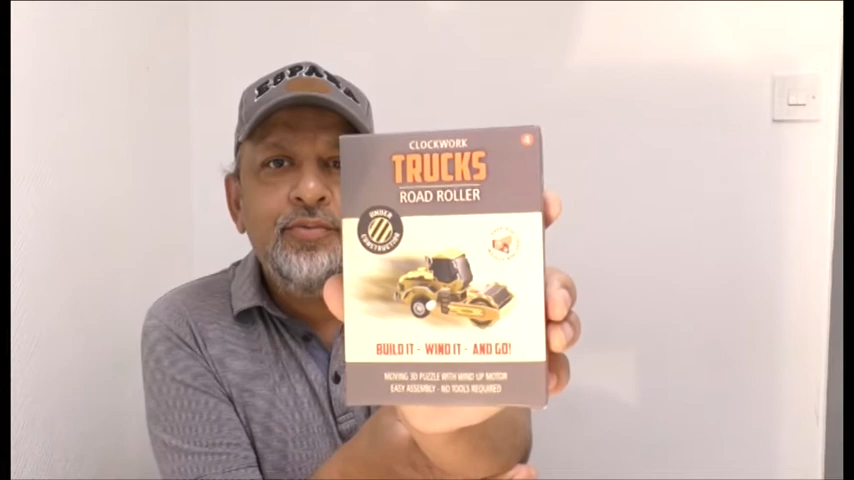 ESPAÑA
CLOCKWORK
4
TRUCKS
ROAD ROLLER
UNDER
CONSTRUCTION
BUILD IT - WIND IT - AND GO!
MOVING 3D PUZZLE WITH WIND UP MOTOR
EASY ASSEMBLY - NO TOOLS REQUIRED